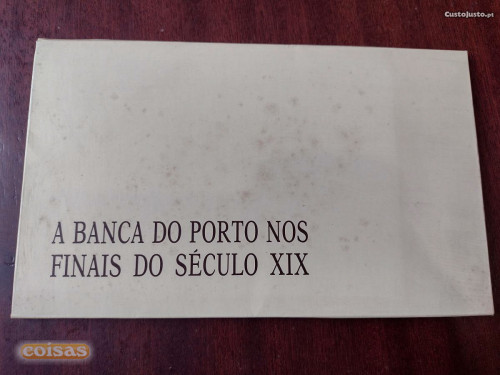 CustoJusto.pt
A BANCA DO PORTO NOS
FINAIS DO SÉCULO XIX
coisas